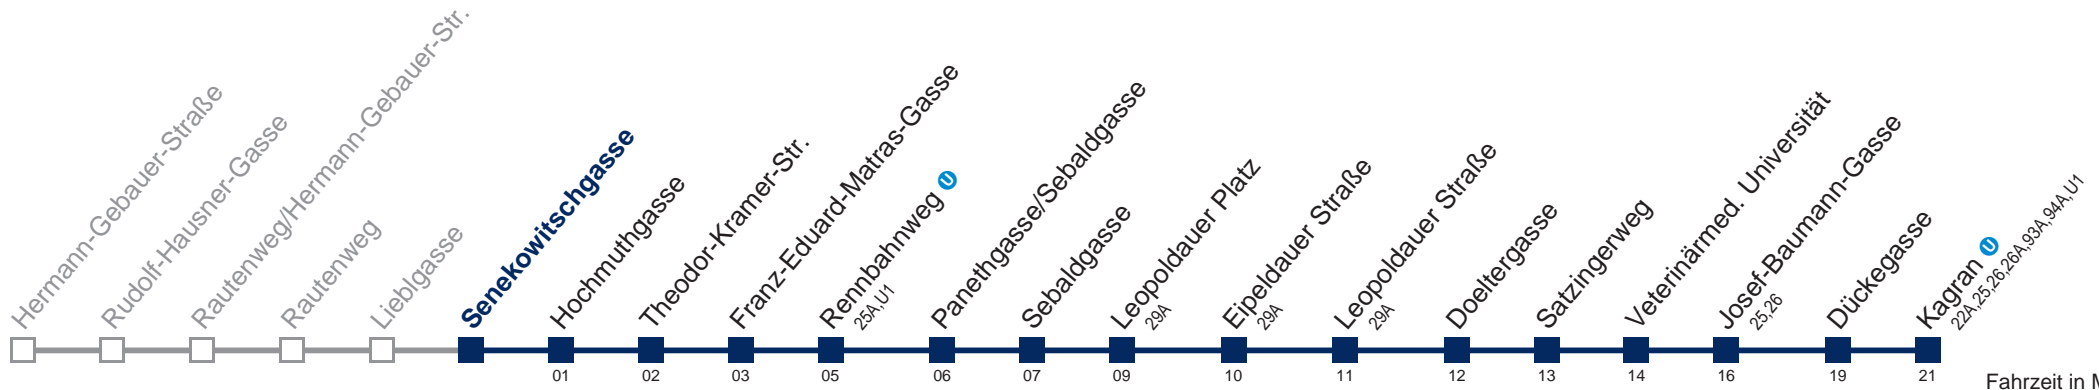 Hermann-Gebauer-Straße
Rudolf-Hausner-Gasse
Rautenweg/Hermann-Gebauer-Str.
Rautenweg
Lieblgasse
Senekowitschgasse
Hochmuthgasse
Theodor-Kramer-Str.
Franz-Eduard-Matras-Gasse
Rennbahnweg U
25A,U1
Panethgasse/Sebaldgasse
Sebaldgasse
Leopoldauer Platz
29A
Eipeldauer Straße
29A
Leopoldauer Straße
29A
Doeltergasse
Satzingerweg
Veterinärmed. Universität
Josef-Baumann-Gasse
25,26
Dückegasse
Kagran U
22A,25,26,26A,93A,94A,U1
01 02 03 05 06 07 09 10 11 12 13 14 16 19 21
Fahrzeit in M